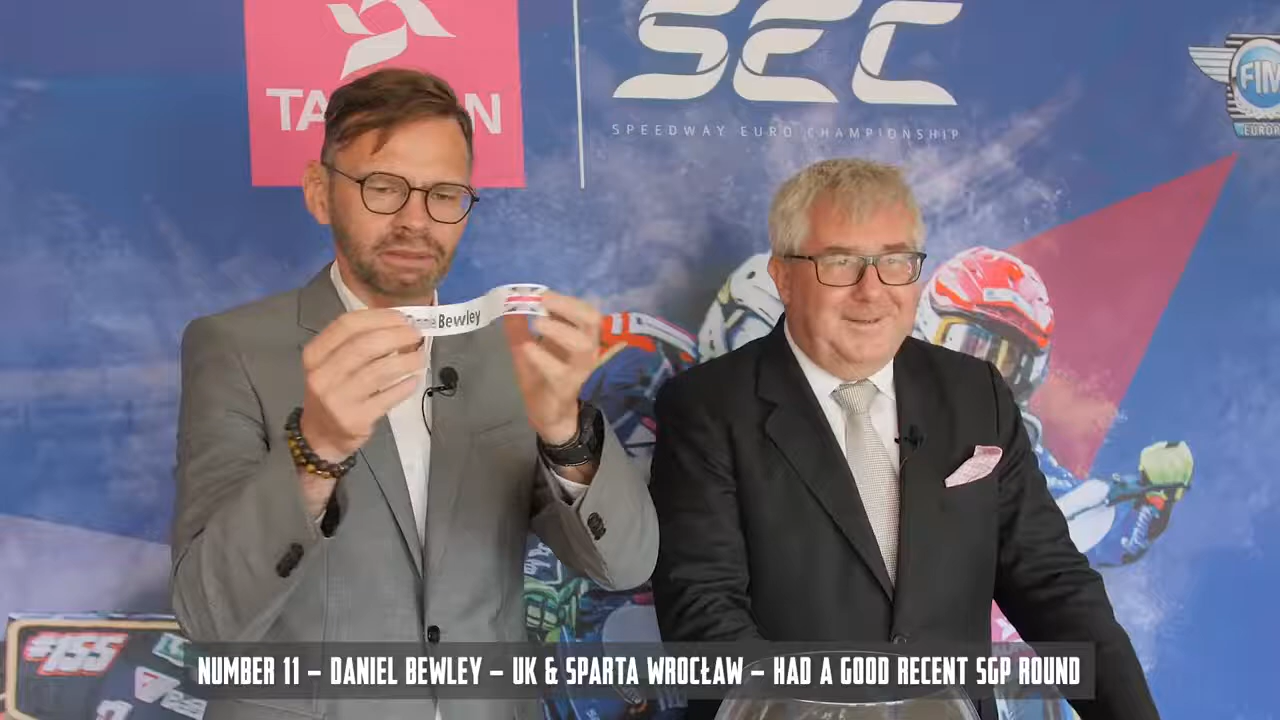 SEC
SPEEDWAY EURO CHAMPIONSHIP
FIM
EUROP
Bewley
#155
NUMBER 11 – DANIEL BEWLEY – UK & SPARTA WROCŁAW – HAD A GOOD RECENT SGP ROUND